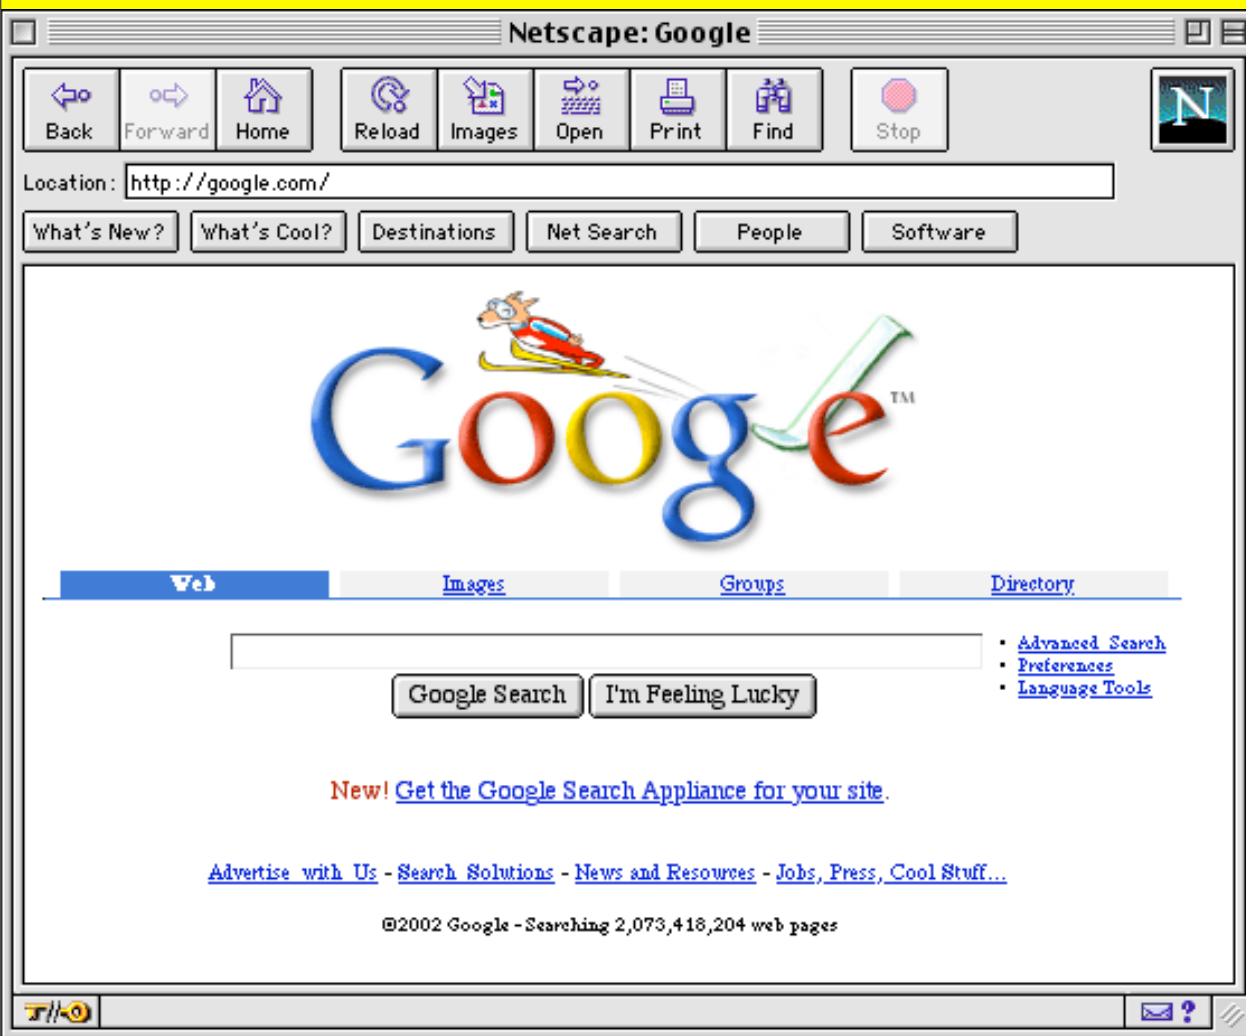 Netscape: Google
Back Forward Home Reload Images Open Print Find Stop N
Location: http://google.com/
What's New? What's Cool? Destinations Net Search People Software
Google™
Web Images Groups Directory
Advanced Search
Preferences
Language Tools
Google Search I'm Feeling Lucky
New! Get the Google Search Appliance for your site.
Advertise with Us - Search Solutions - News and Resources - Jobs, Press, Cool Stuff...
©2002 Google - Searching 2,073,418,204 web pages
?